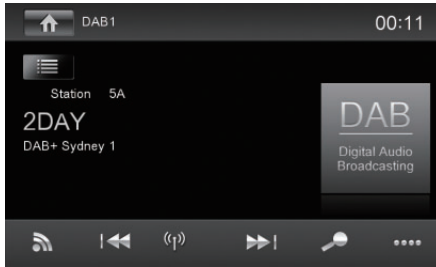 DAB1
00:11
Station 5A
2DAY
DAB+ Sydney 1
DAB
Digital Audio
Broadcasting